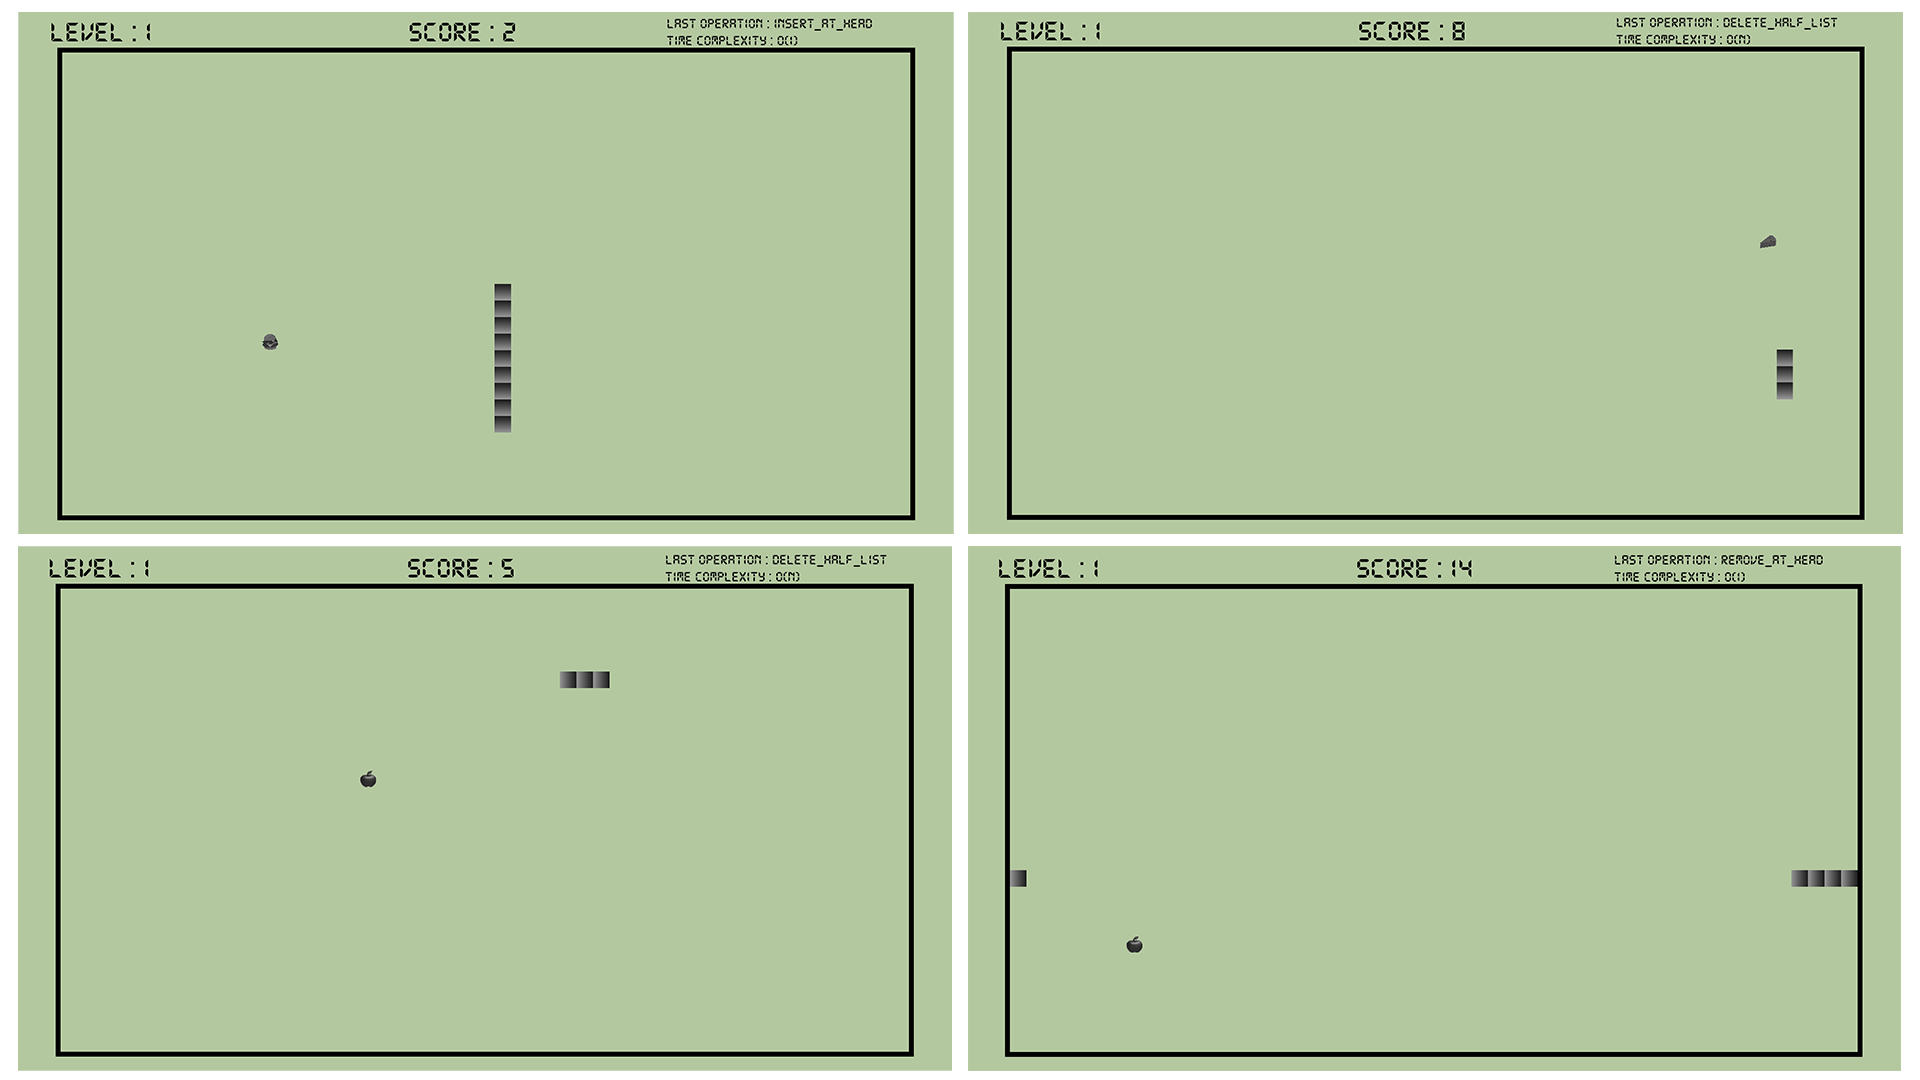 LEVEL : 1
SCORE : 2
LAST OPERATION : INSERT_AT_HEAD
TIME COMPLEXITY : O(1)
LEVEL : 1
SCORE : 8
LAST OPERATION : DELETE_HALF_LIST
TIME COMPLEXITY : O(N)
LEVEL : 1
SCORE : 5
LAST OPERATION : DELETE_HALF_LIST
TIME COMPLEXITY : O(N)
LEVEL : 1
SCORE : 14
LAST OPERATION : REMOVE_AT_HEAD
TIME COMPLEXITY : O(1)